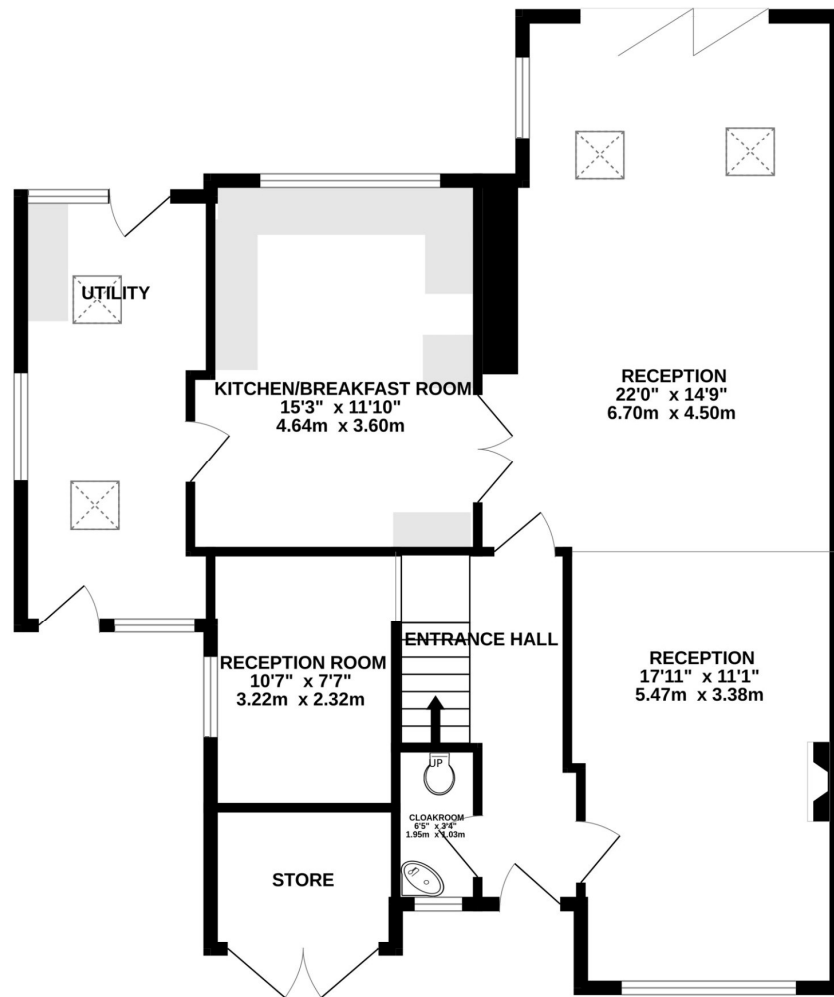 UTILITY
KITCHEN/BREAKFAST ROOM
15'3" x 11'10"
4.64m x 3.60m
RECEPTION
22'0" x 14'9"
6.70m x 4.50m
ENTRANCE HALL
RECEPTION ROOM
10'7" x 7'7"
3.22m x 2.32m
RECEPTION
17'11" x 11'1"
5.47m x 3.38m
UP
CLOAKROOM
6'5" x 3'4"
1.95m x 1.03m
STORE